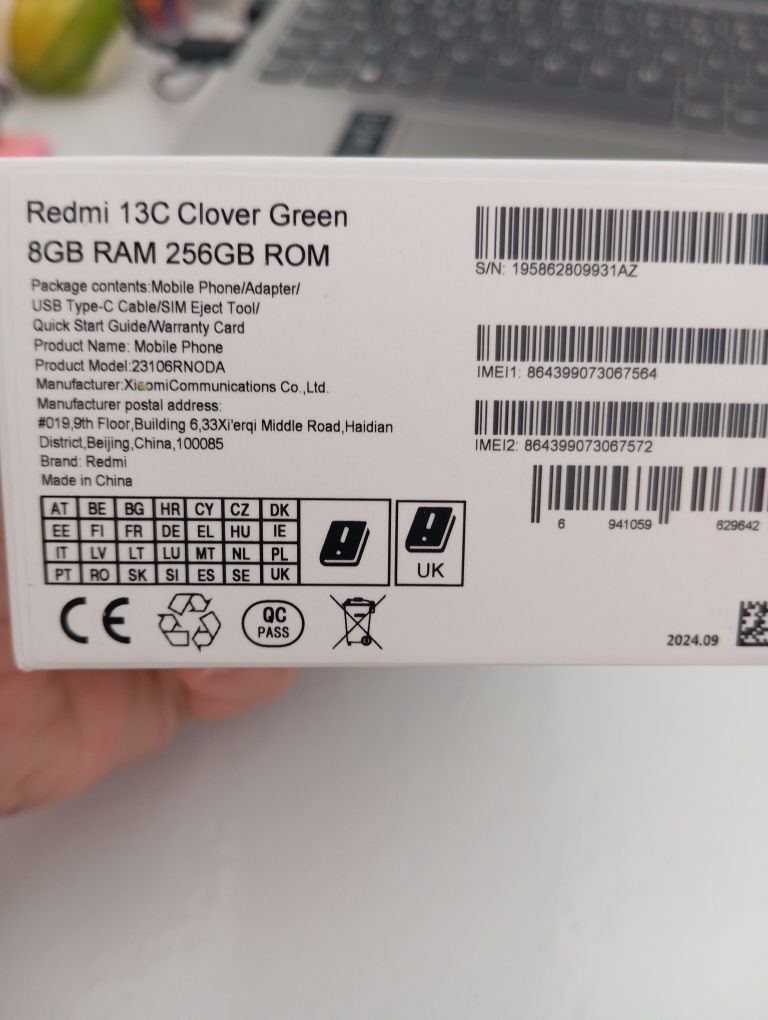 Redmi 13C Clover Green
8GB RAM 256GB ROM
Package contents:Mobile Phone/Adapter/
USB Type-C Cable/SIM Eject Tool/
Quick Start Guide/Warranty Card
Product Name: Mobile Phone
Product Model:23106RNODA
Manufacturer:XiaomiCommunications Co.,Ltd.
Manufacturer postal address:
#019,9th Floor,Building 6,33Xi'erqi Middle Road,Haidian
District,Beijing,China,100085
Brand: Redmi
Made in China
S/N: 195862809931AZ
IMEI1: 864399073067564
IMEI2: 864399073067572
6 941059 629642
AT BE BG HR CY CZ DK
EE FI FR DE EL HU IE
IT LV LT LU MT NL PL
PT RO SK SI ES SE UK
UK
CE
QC
PASS
2024.09